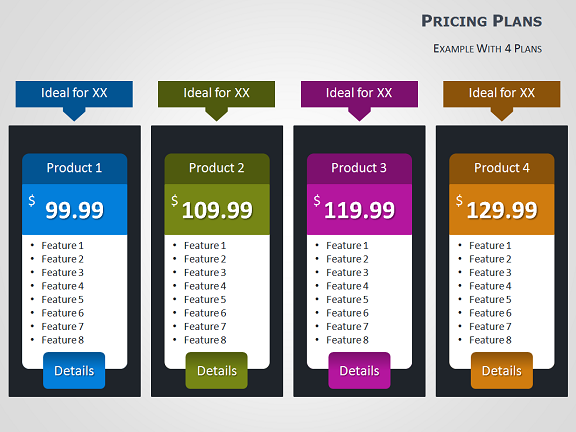 PRICING PLANS
EXAMPLE WITH 4 PLANS
Ideal for XX
Ideal for XX
Ideal for XX
Ideal for XX
Product 1
$ 99.99
• Feature 1
• Feature 2
• Feature 3
• Feature 4
• Feature 5
• Feature 6
• Feature 7
• Feature 8
Details
Product 2
$ 109.99
• Feature 1
• Feature 2
• Feature 3
• Feature 4
• Feature 5
• Feature 6
• Feature 7
• Feature 8
Details
Product 3
$ 119.99
• Feature 1
• Feature 2
• Feature 3
• Feature 4
• Feature 5
• Feature 6
• Feature 7
• Feature 8
Details
Product 4
$ 129.99
• Feature 1
• Feature 2
• Feature 3
• Feature 4
• Feature 5
• Feature 6
• Feature 7
• Feature 8
Details